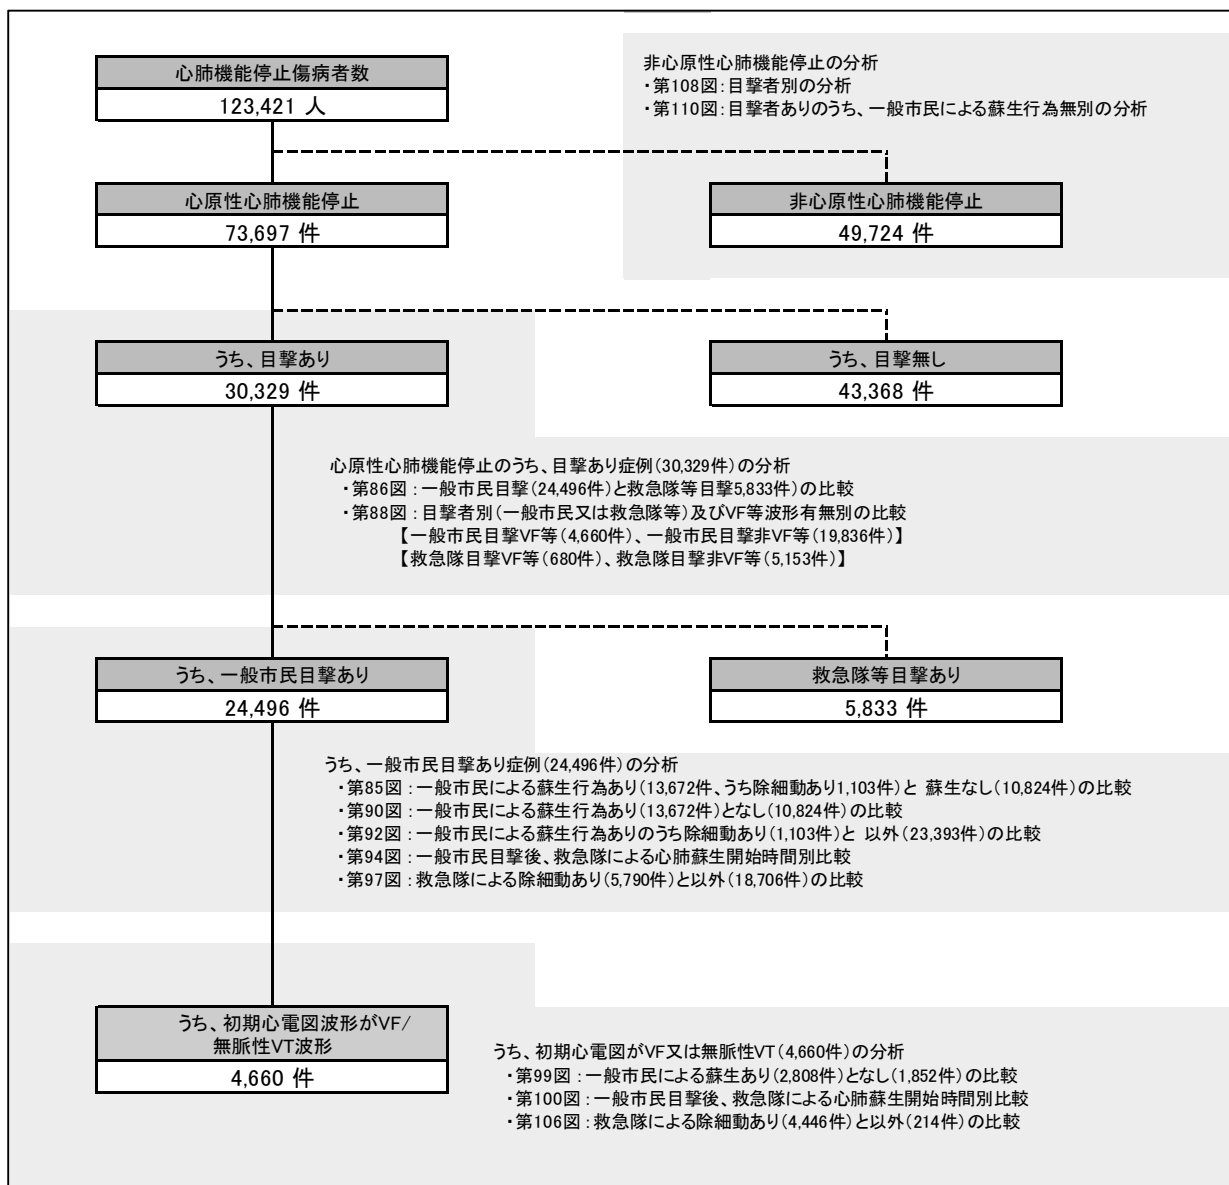 心肺機能停止傷病者数
123,421 人
非心原性心肺機能停止の分析
・第108図：目撃者別の分析
・第110図：目撃者ありのうち、一般市民による蘇生行為無別の分析
心原性心肺機能停止
73,697 件
非心原性心肺機能停止
49,724 件
うち、目撃あり
30,329 件
うち、目撃無し
43,368 件
心原性心肺機能停止のうち、目撃あり症例（30,329件）の分析
・第86図：一般市民目撃（24,496件）と救急隊等目撃5,833件）の比較
・第88図：目撃者別（一般市民又は救急隊等）及びVF等波形有無別の比較
【一般市民目撃VF等（4,660件）、一般市民目撃非VF等（19,836件）】
【救急隊目撃VF等（680件）、救急隊目撃非VF等（5,153件）】
うち、一般市民目撃あり
24,496 件
救急隊等目撃あり
5,833 件
うち、一般市民目撃あり症例（24,496件）の分析
・第85図：一般市民による蘇生行為あり（13,672件、うち除細動あり1,103件）と 蘇生なし（10,824件）の比較
・第90図：一般市民による蘇生行為あり（13,672件）となし（10,824件）の比較
・第92図：一般市民による蘇生行為ありのうち除細動あり（1,103件）と 以外（23,393件）の比較
・第94図：一般市民目撃後、救急隊による心肺蘇生開始時間別比較
・第97図：救急隊による除細動あり（5,790件）と以外（18,706件）の比較
うち、初期心電図波形がVF/
無脈性VT波形
4,660 件
うち、初期心電図がVF又は無脈性VT（4,660件）の分析
・第99図：一般市民による蘇生あり（2,808件）となし（1,852件）の比較
・第100図：一般市民目撃後、救急隊による心肺蘇生開始時間別比較
・第106図：救急隊による除細動あり（4,446件）と以外（214件）の比較